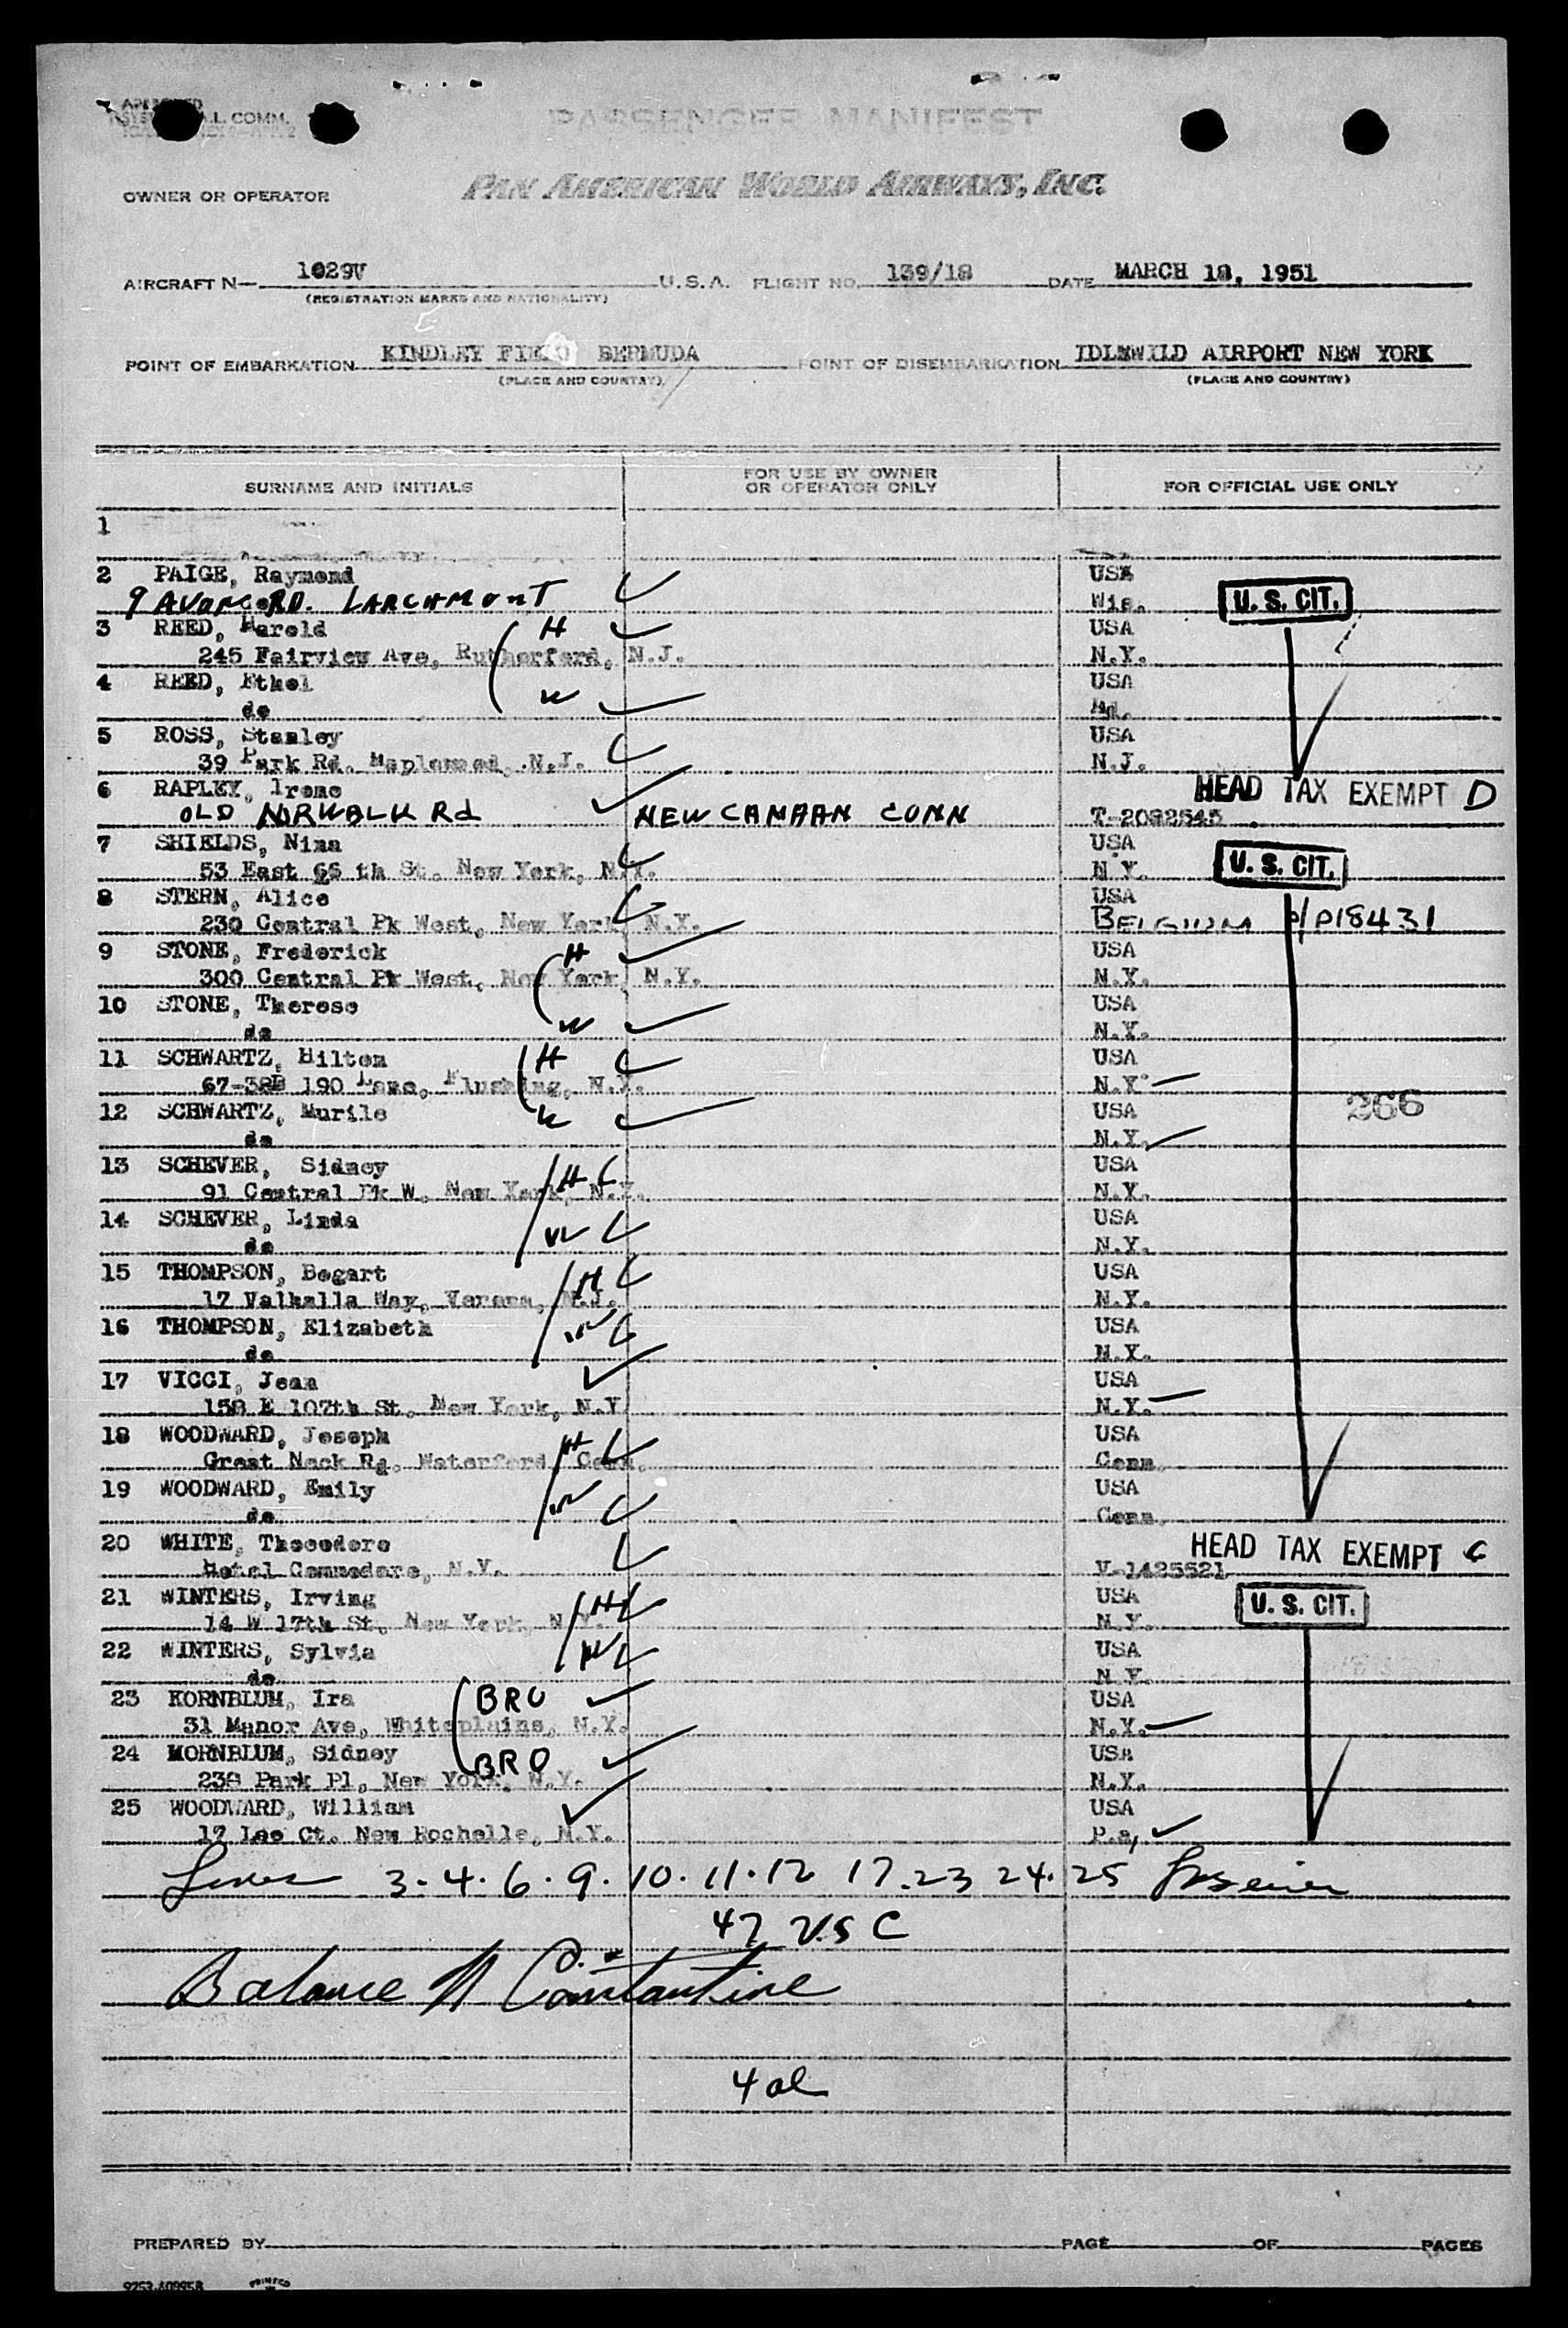 PASSENGER MANIFEST
OWNER OR OPERATOR PAN AMERICAN WORLD AIRWAYS, INC.
AIRCRAFT N— 1029V U.S.A. FLIGHT NO. 139/18 DATE MARCH 18, 1951
(REGISTRATION MARKS AND NATIONALITY)
POINT OF EMBARKATION KINDLEY BERMUDA POINT OF DISEMBARKATION IDLEWILD AIRPORT NEW YORK
(PLACE AND COUNTRY) (PLACE AND COUNTRY)
SURNAME AND INITIALS FOR USE BY OWNER OR OPERATOR ONLY FOR OFFICIAL USE ONLY
1
2 PAIGE, Raymond USA
9 AVON RD. LARCHMONT Wis. U. S. CIT.
3 REED, Harold H USA
245 Fairview Ave, Rutherford, N.J. N.Y.
4 REED, Ethel W USA
do Md.
5 ROSS, Stanley USA
39 Park Rd. Maplewood, N.J. N.J.
6 RAPLEY, Irene HEAD TAX EXEMPT D
OLD NORWALK Rd NEW CANAAN CONN T-2082545
7 SHIELDS, Nina USA
53 East 66 th St. New York, N.Y. N.Y. U. S. CIT.
8 STERN, Alice USA
230 Central Pk West, New York, N.Y. BELGIUM P/P18431
9 STONE, Frederick H USA
300 Central Pk West, New York, N.Y. N.Y.
10 STONE, Therese W USA
do N.Y.
11 SCHWARTZ, Milton H USA
67-38B 190 Lane, Flushing, N.Y. N.Y.
12 SCHWARTZ, Murile W USA 266
do N.Y.
13 SCHEVER, Sidney H USA
91 Central Pk W. New York, N.Y. N.Y.
14 SCHEVER, Linda W USA
do N.Y.
15 THOMPSON, Bogart H USA
17 Valhalla Way, Verona, N.J. N.Y.
16 THOMPSON, Elizabeth W USA
do N.Y.
17 VICCI, Jean USA
158 E 107th St. New York, N.Y. N.Y.
18 WOODWARD, Joseph H USA
Great Neck Rd. Waterford, Conn. Conn.
19 WOODWARD, Emily W USA
do Conn.
20 WHITE, Theeodore HEAD TAX EXEMPT C
Hotel Commodore, N.Y. V-1425521
21 WINTERS, Irving H USA U. S. CIT.
14 W 17th St. New York, N.Y. N.Y.
22 WINTERS, Sylvia W USA
do N.Y.
23 KORNBLUM, Ira BRO USA
31 Manor Ave, Whiteplains, N.Y. N.Y.
24 MORNBLUM, Sidney BRO USA
238 Park Pl, New York, N.Y. N.Y.
25 WOODWARD, William USA
17 Lee Ct. New Rochelle, N.Y. P.a,
Lines 3. 4. 6. 9. 10. 11. 12 17. 23 24. 25
47 USC
Balance Constantine
4 al
PREPARED BY PAGE OF PAGES